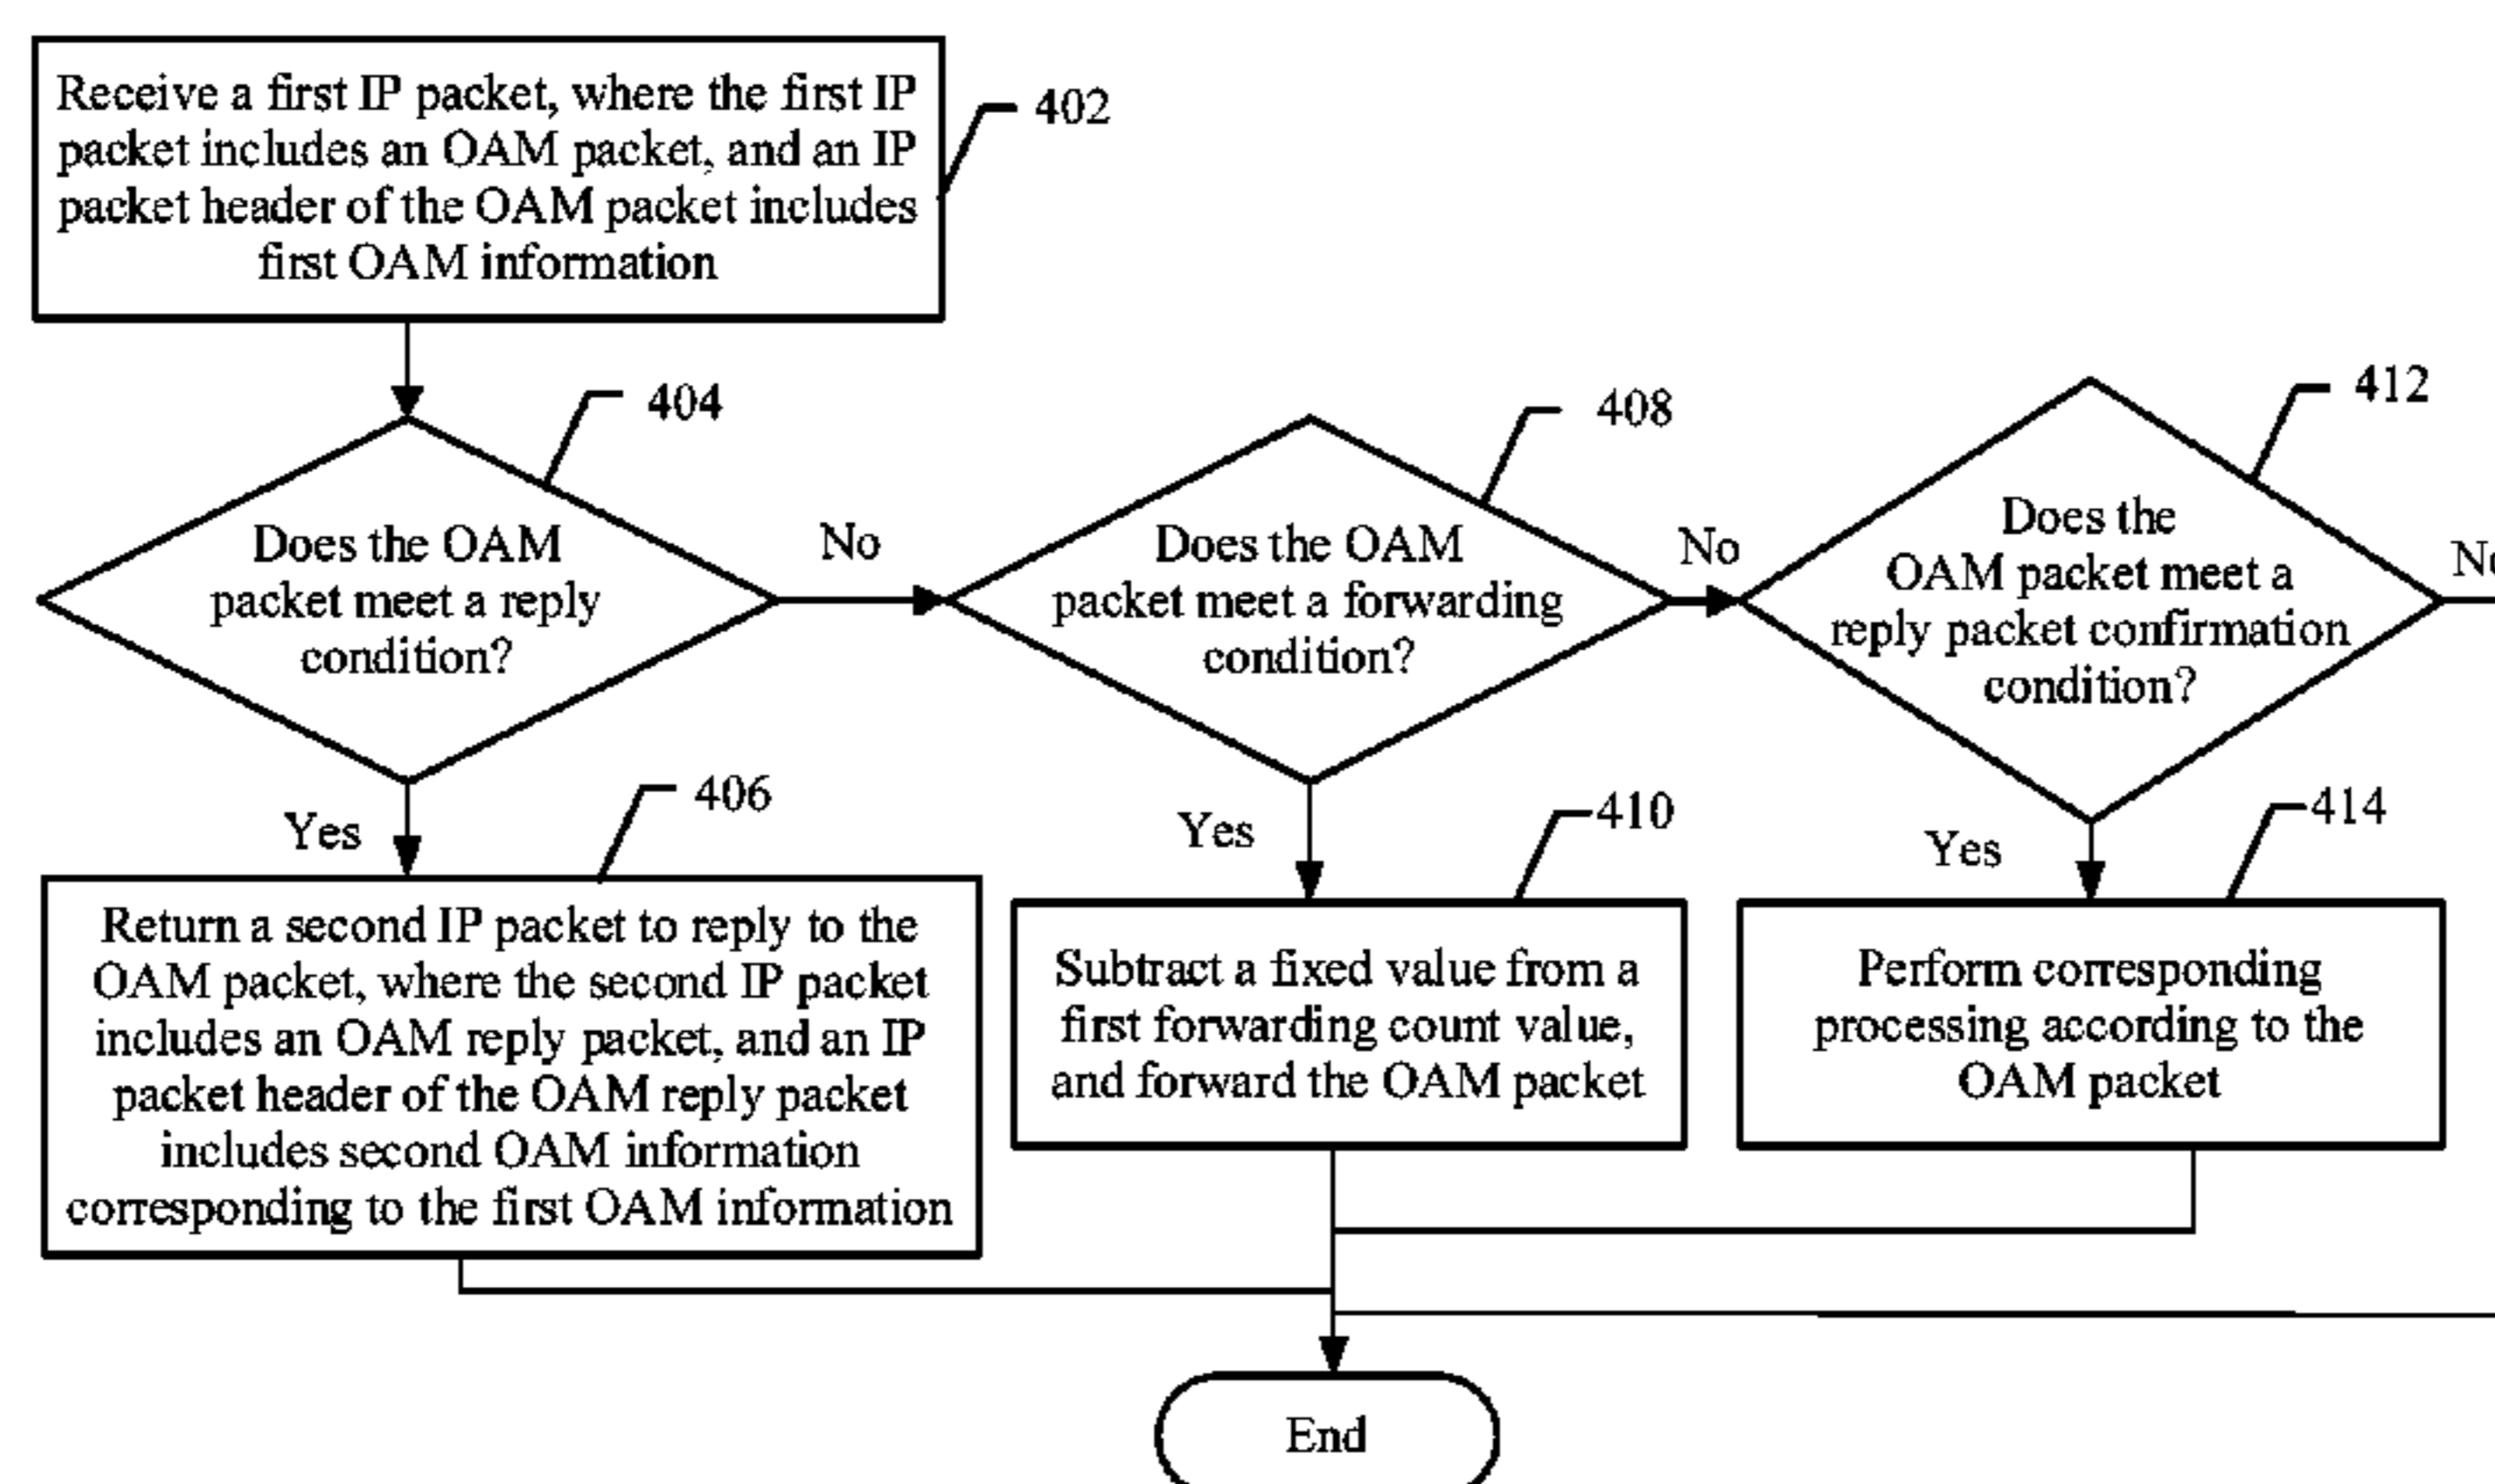 Receive a first IP packet, where the first IP
packet includes an OAM packet, and an IP
packet header of the OAM packet includes
first OAM information
402
404
Does the OAM
packet meet a reply
condition?
No
408
Does the OAM
packet meet a forwarding
condition?
No
412
Does the
OAM packet meet a
reply packet confirmation
condition?
Yes
406
Return a second IP packet to reply to the
OAM packet, where the second IP packet
includes an OAM reply packet, and an IP
packet header of the OAM reply packet
includes second OAM information
corresponding to the first OAM information
Yes
410
Subtract a fixed value from a
first forwarding count value,
and forward the OAM packet
Yes
414
Perform corresponding
processing according to the
OAM packet
End